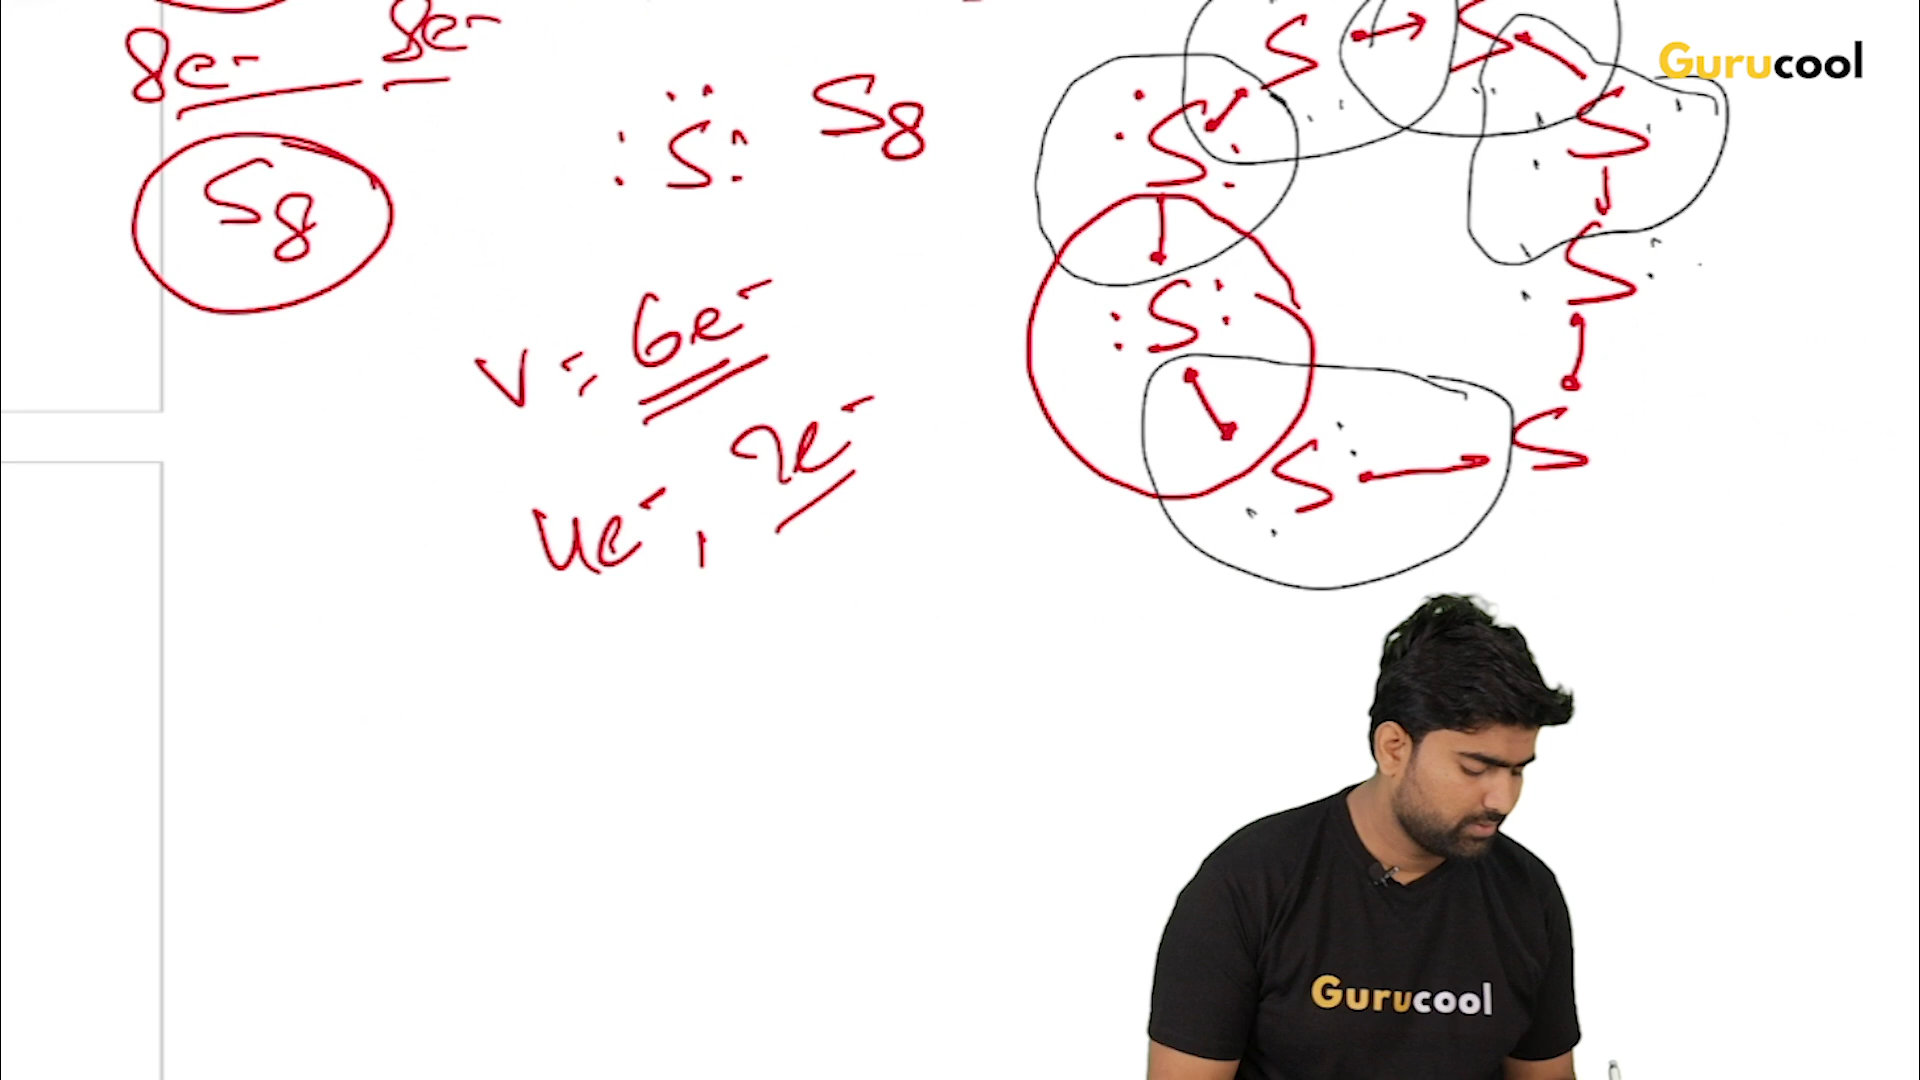 8e- 8e-
S8
:S: S8
V = 6e-
4e-, 2e-
S
S
S
S
S
:S:
S
S
Gurucool
Gurucool